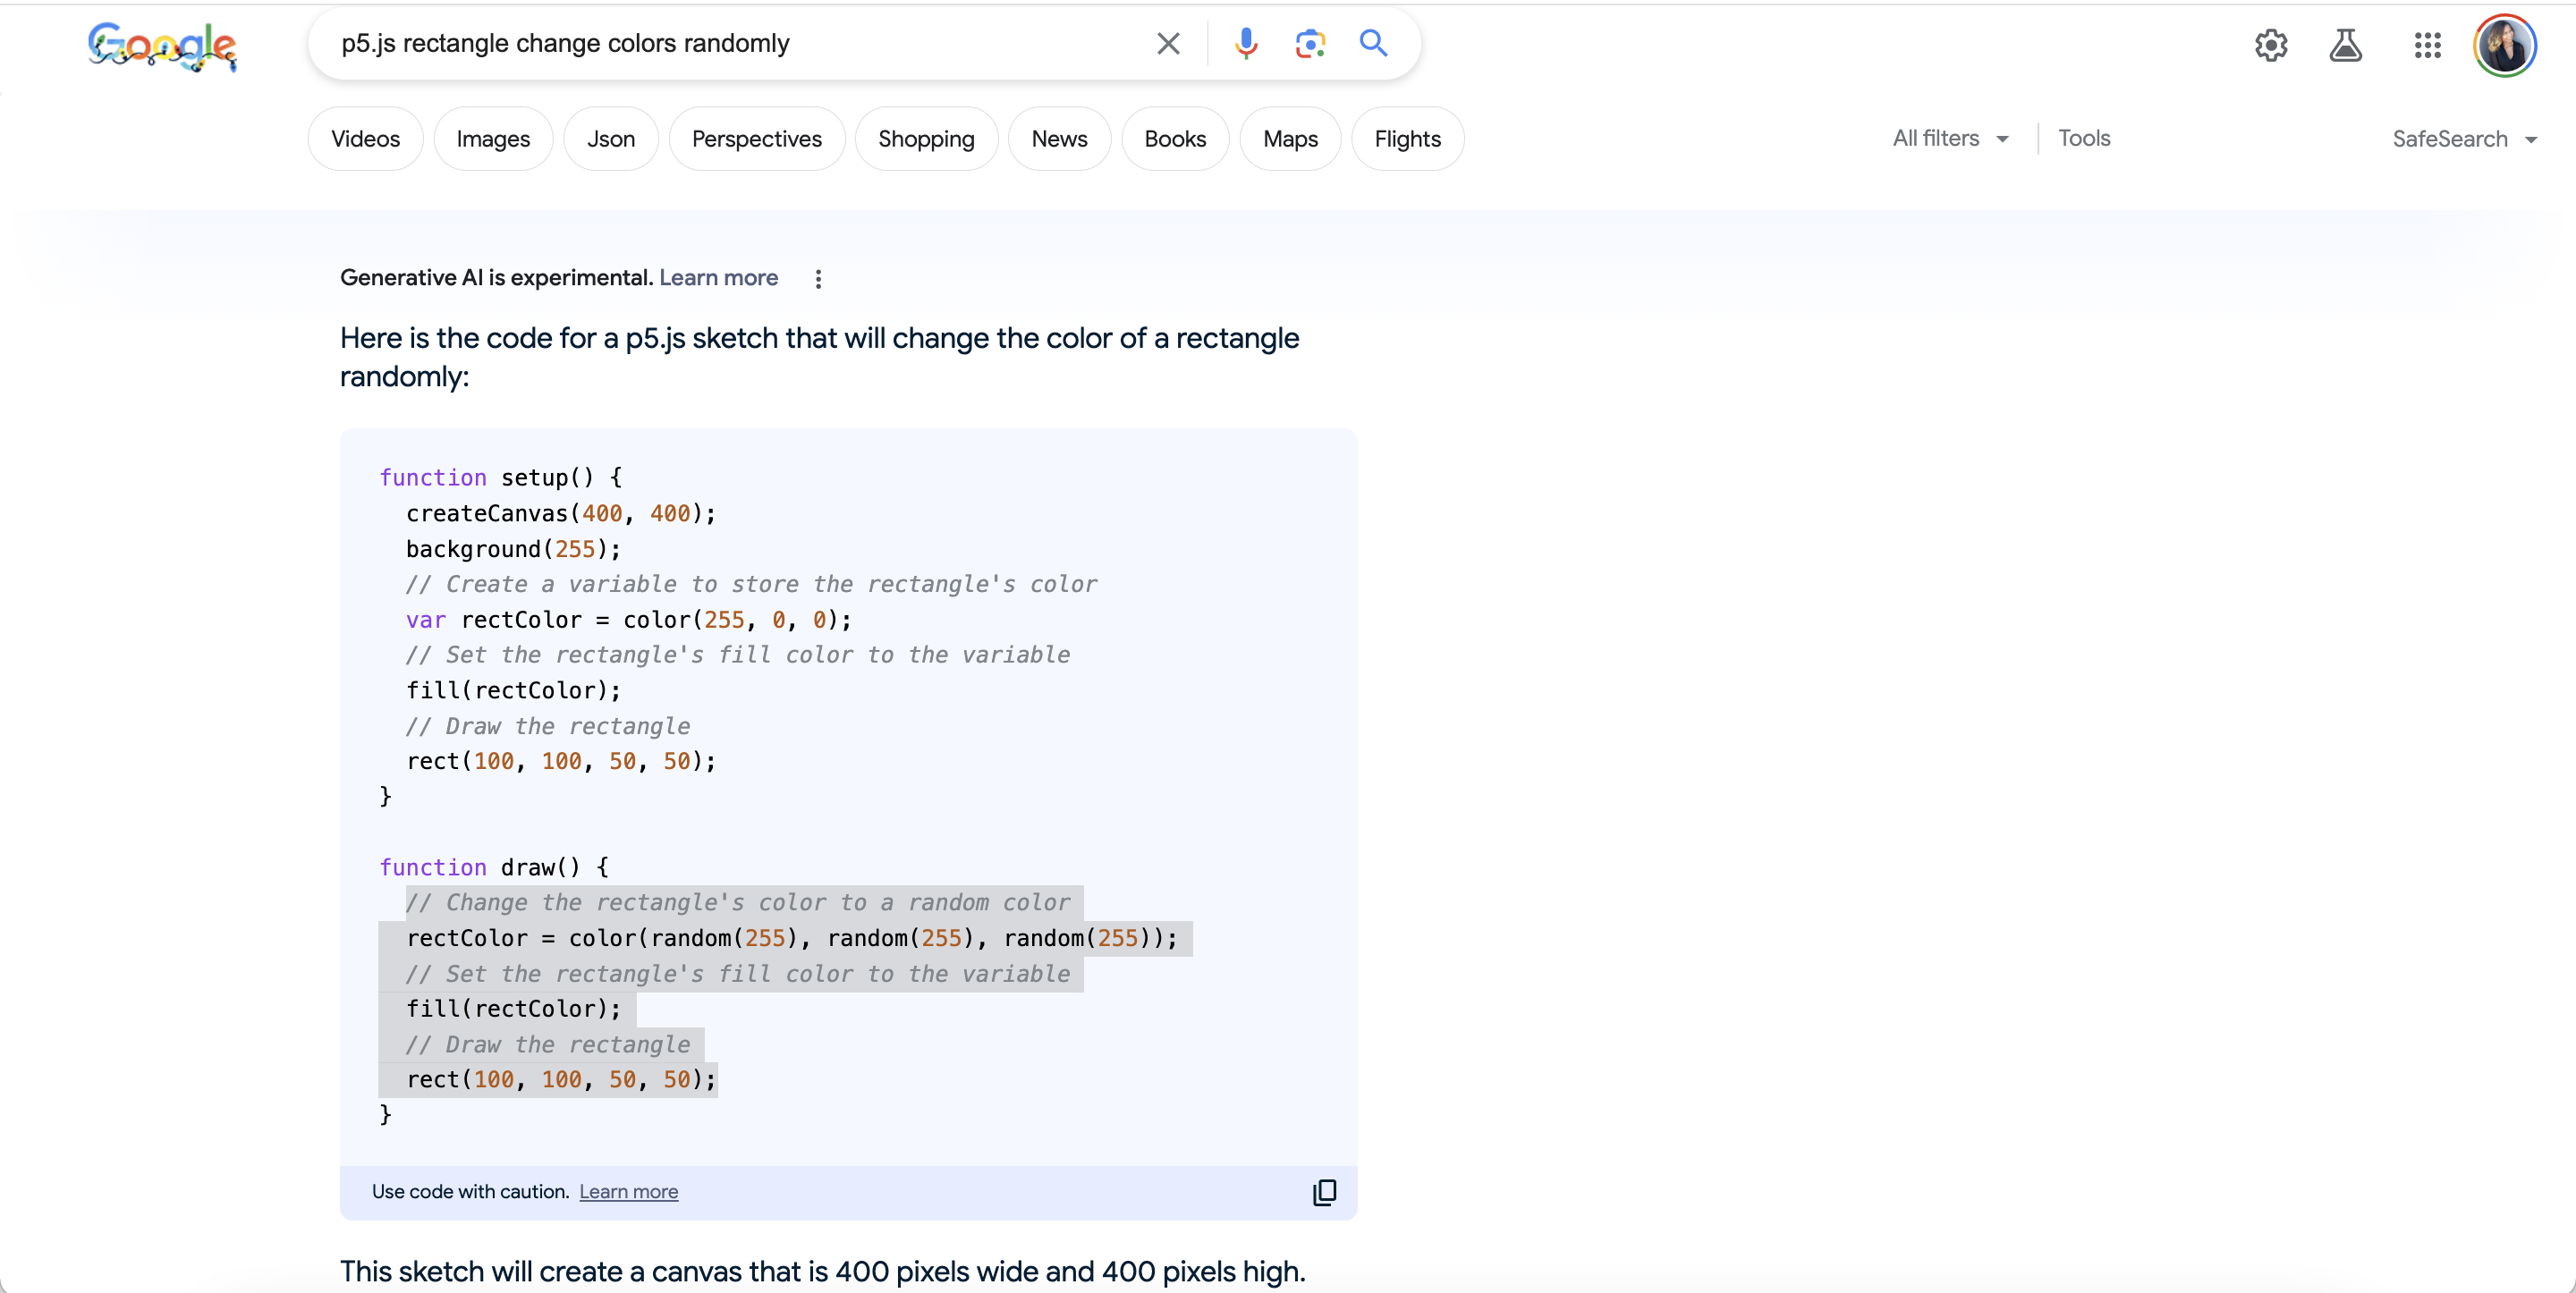 Google
p5.js rectangle change colors randomly
Videos Images Json Perspectives Shopping News Books Maps Flights All filters Tools SafeSearch
Generative AI is experimental. Learn more
Here is the code for a p5.js sketch that will change the color of a rectangle
randomly:
function setup() {
  createCanvas(400, 400);
  background(255);
  // Create a variable to store the rectangle's color
  var rectColor = color(255, 0, 0);
  // Set the rectangle's fill color to the variable
  fill(rectColor);
  // Draw the rectangle
  rect(100, 100, 50, 50);
}
function draw() {
  // Change the rectangle's color to a random color
  rectColor = color(random(255), random(255), random(255));
  // Set the rectangle's fill color to the variable
  fill(rectColor);
  // Draw the rectangle
  rect(100, 100, 50, 50);
}
Use code with caution. Learn more
This sketch will create a canvas that is 400 pixels wide and 400 pixels high.